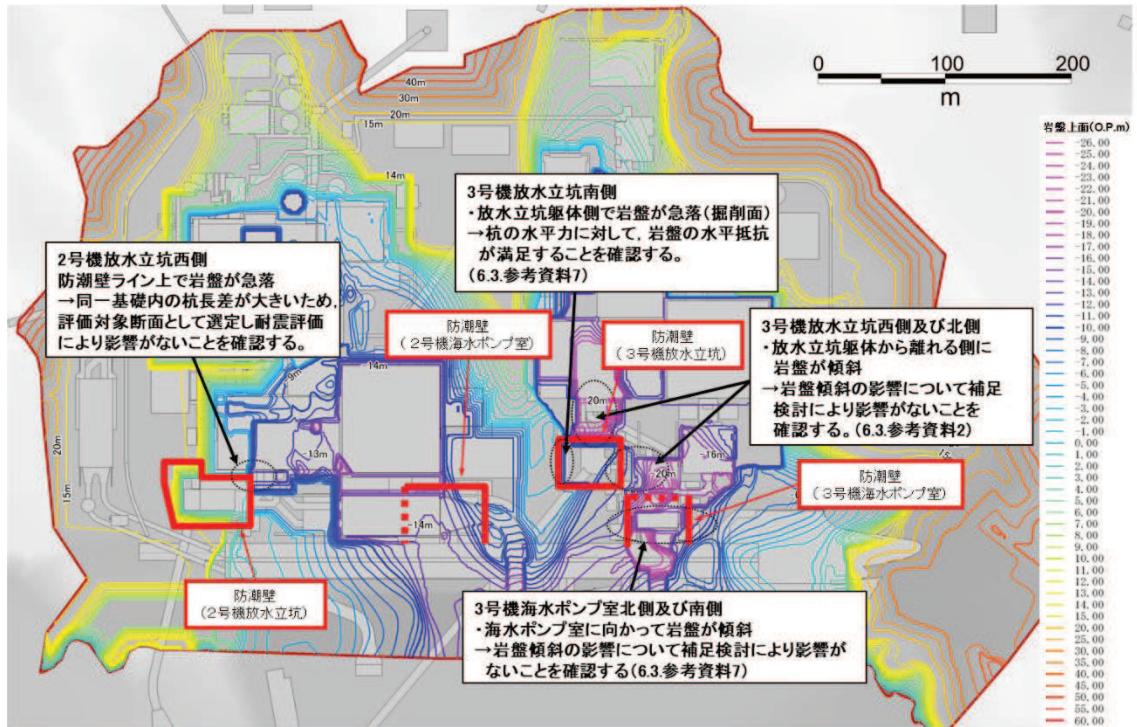 0 200
m
岩盤上面(O.P.m)
-26.00
-25.00
-24.00
-23.00
-22.00
-21.00
-20.00
-19.00
-18.00
-17.00
-16.00
-15.00
-14.00
-13.00
-12.00
-11.00
-10.00
-9.00
-8.00
-7.00
-6.00
-5.00
-4.00
-3.00
-2.00
-1.00
0.00
1.00
2.00
3.00
4.00
5.00
6.00
7.00
8.00
9.00
10.00
11.00
12.00
13.00
14.00
15.00
20.00
25.00
30.00
35.00
40.00
45.00
50.00
55.00
60.00
40m
30m
20m
15m
14m
3号機放水立坑南側
・放水立坑躯体側で岩盤が急落(掘削面)
→杭の水平力に対して,岩盤の水平抵抗
が満足することを確認する。
(6.3.参考資料7)
2号機放水立坑西側
防潮壁ライン上で岩盤が急落
→同一基礎内の杭長差が大きいため,
評価対象断面として選定し耐震評価
により影響がないことを確認する。
防潮壁
(2号機海水ポンプ室)
防潮壁
(3号機放水立坑)
3号機放水立坑西側及び北側
・放水立坑躯体から離れる側に
岩盤が傾斜
→岩盤傾斜の影響について補足
検討により影響がないことを
確認する。(6.3.参考資料2)
9m
-14m
-20m
-13m
-16m
-20m
20m
15m
15m
-14m
防潮壁
(3号機海水ポンプ室)
防潮壁
(2号機放水立坑)
3号機海水ポンプ室北側及び南側
・海水ポンプ室に向かって岩盤が傾斜
→岩盤傾斜の影響について補足検討により影響が
ないことを確認する(6.3.参考資料7)